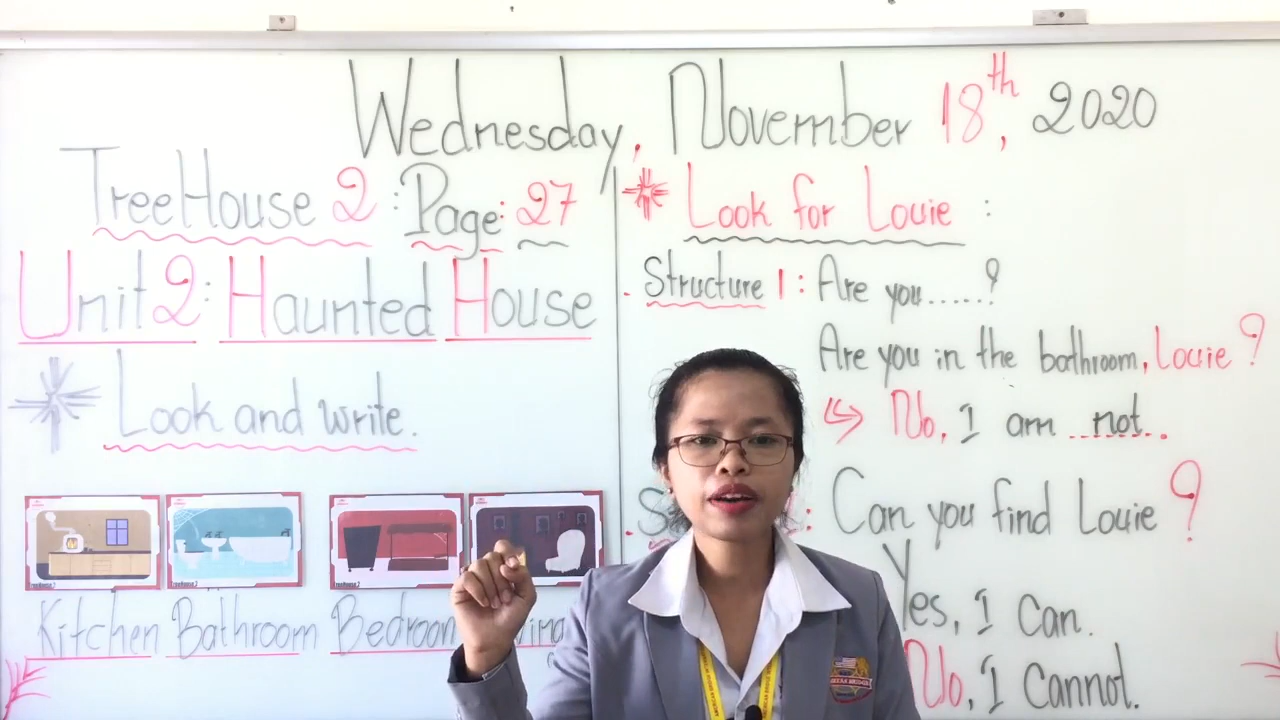 Wednesday, November 18th, 2020
TreeHouse 2 : Page: 27
Unit 2: Haunted House
Look and write.
Kitchen Bathroom Bedroom
* Look for Louie :
Structure 1: Are you......?
Are you in the bathroom, Louie?
No, I am ..not..
: Can you find Louie?
Yes, I Can.
No, I Cannot.